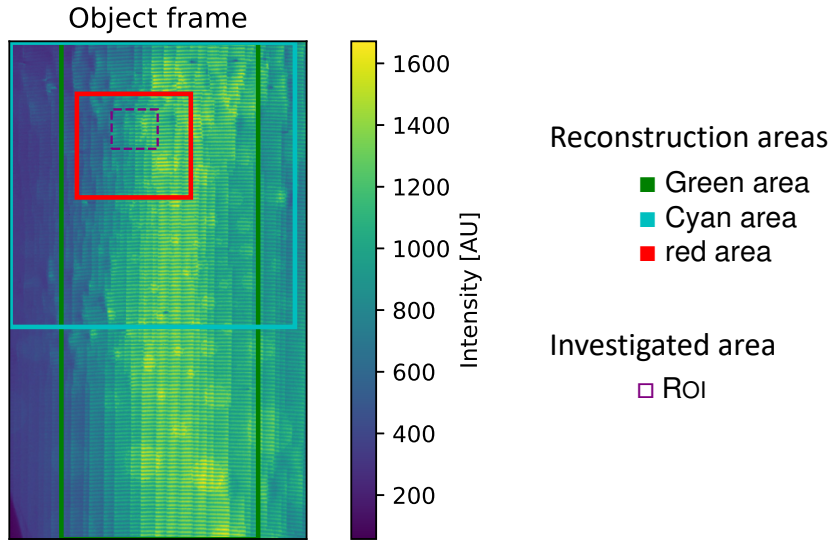 Object frame
1600
1400
1200
1000
800
600
400
200
Intensity [AU]
Reconstruction areas
Green area
Cyan area
red area
Investigated area
ROI